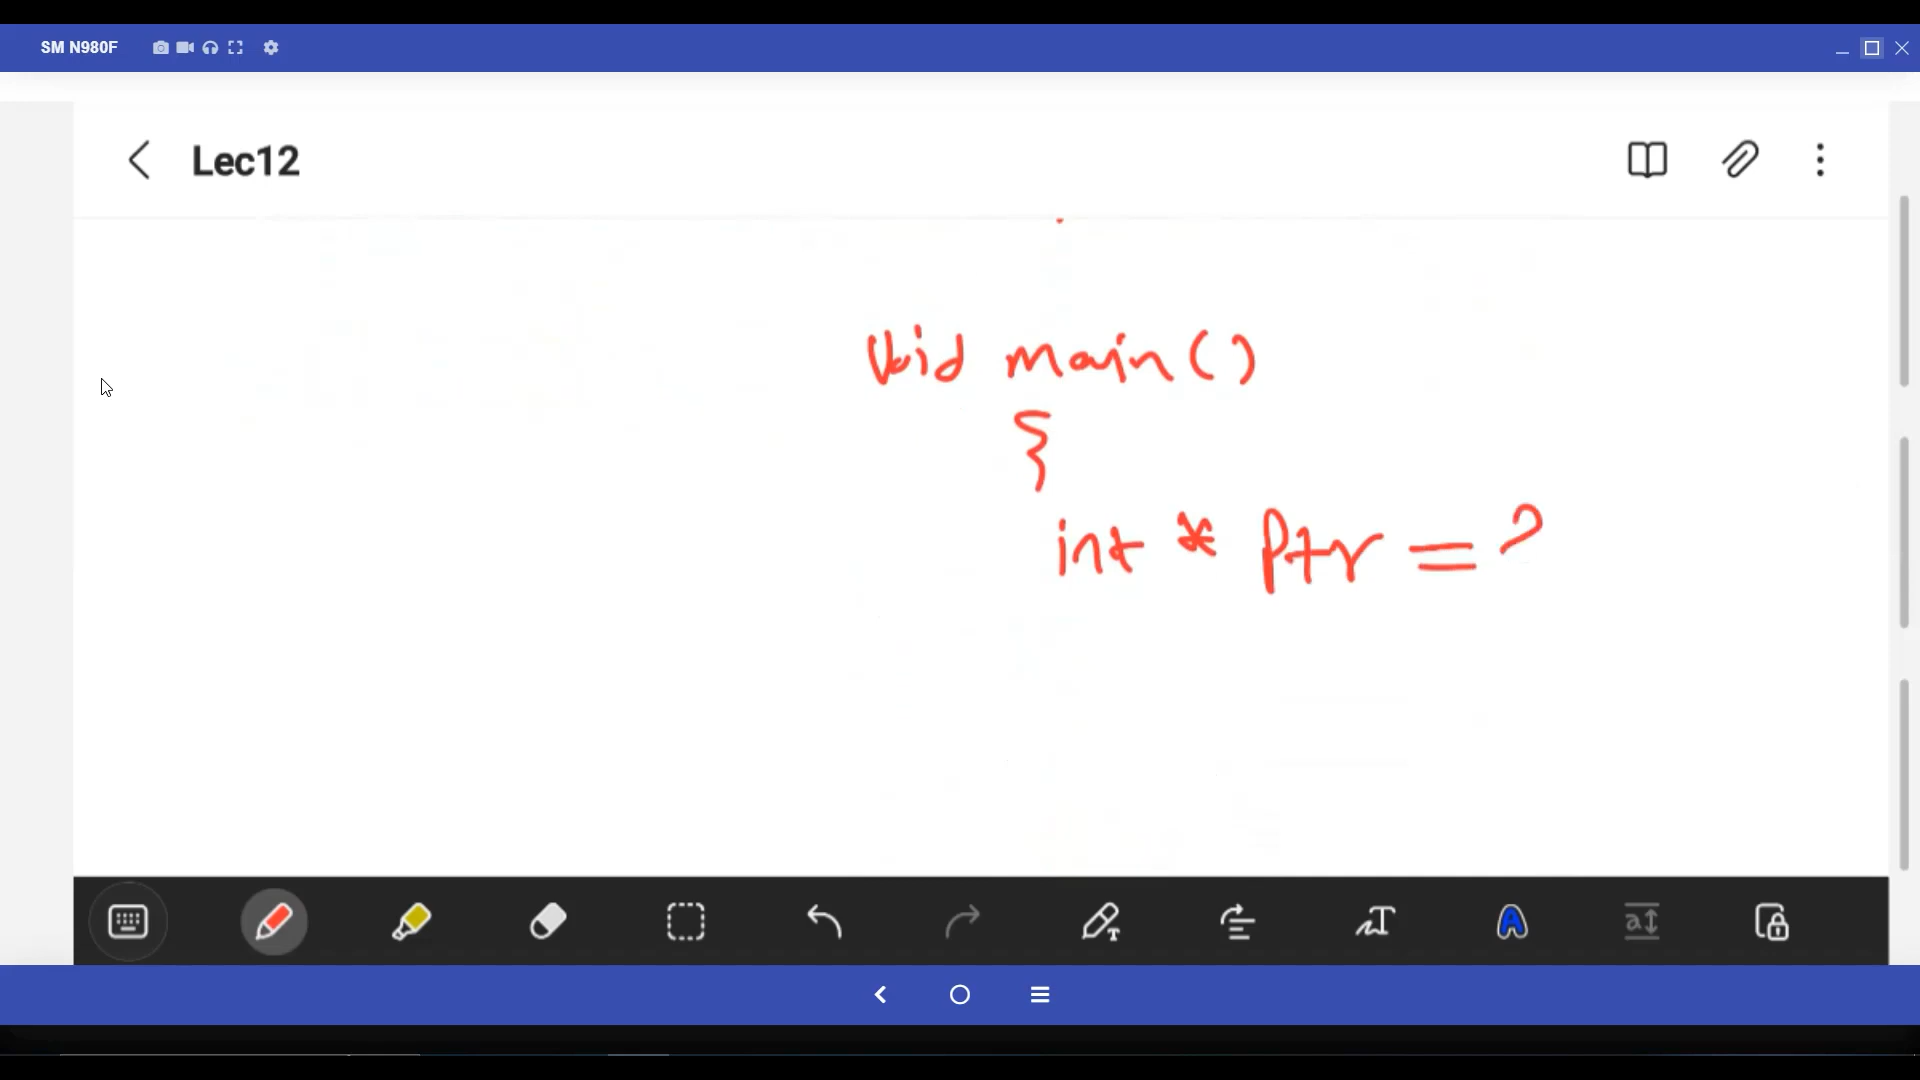 SM N980F
Lec12
void main()
{
int * Ptr = ?